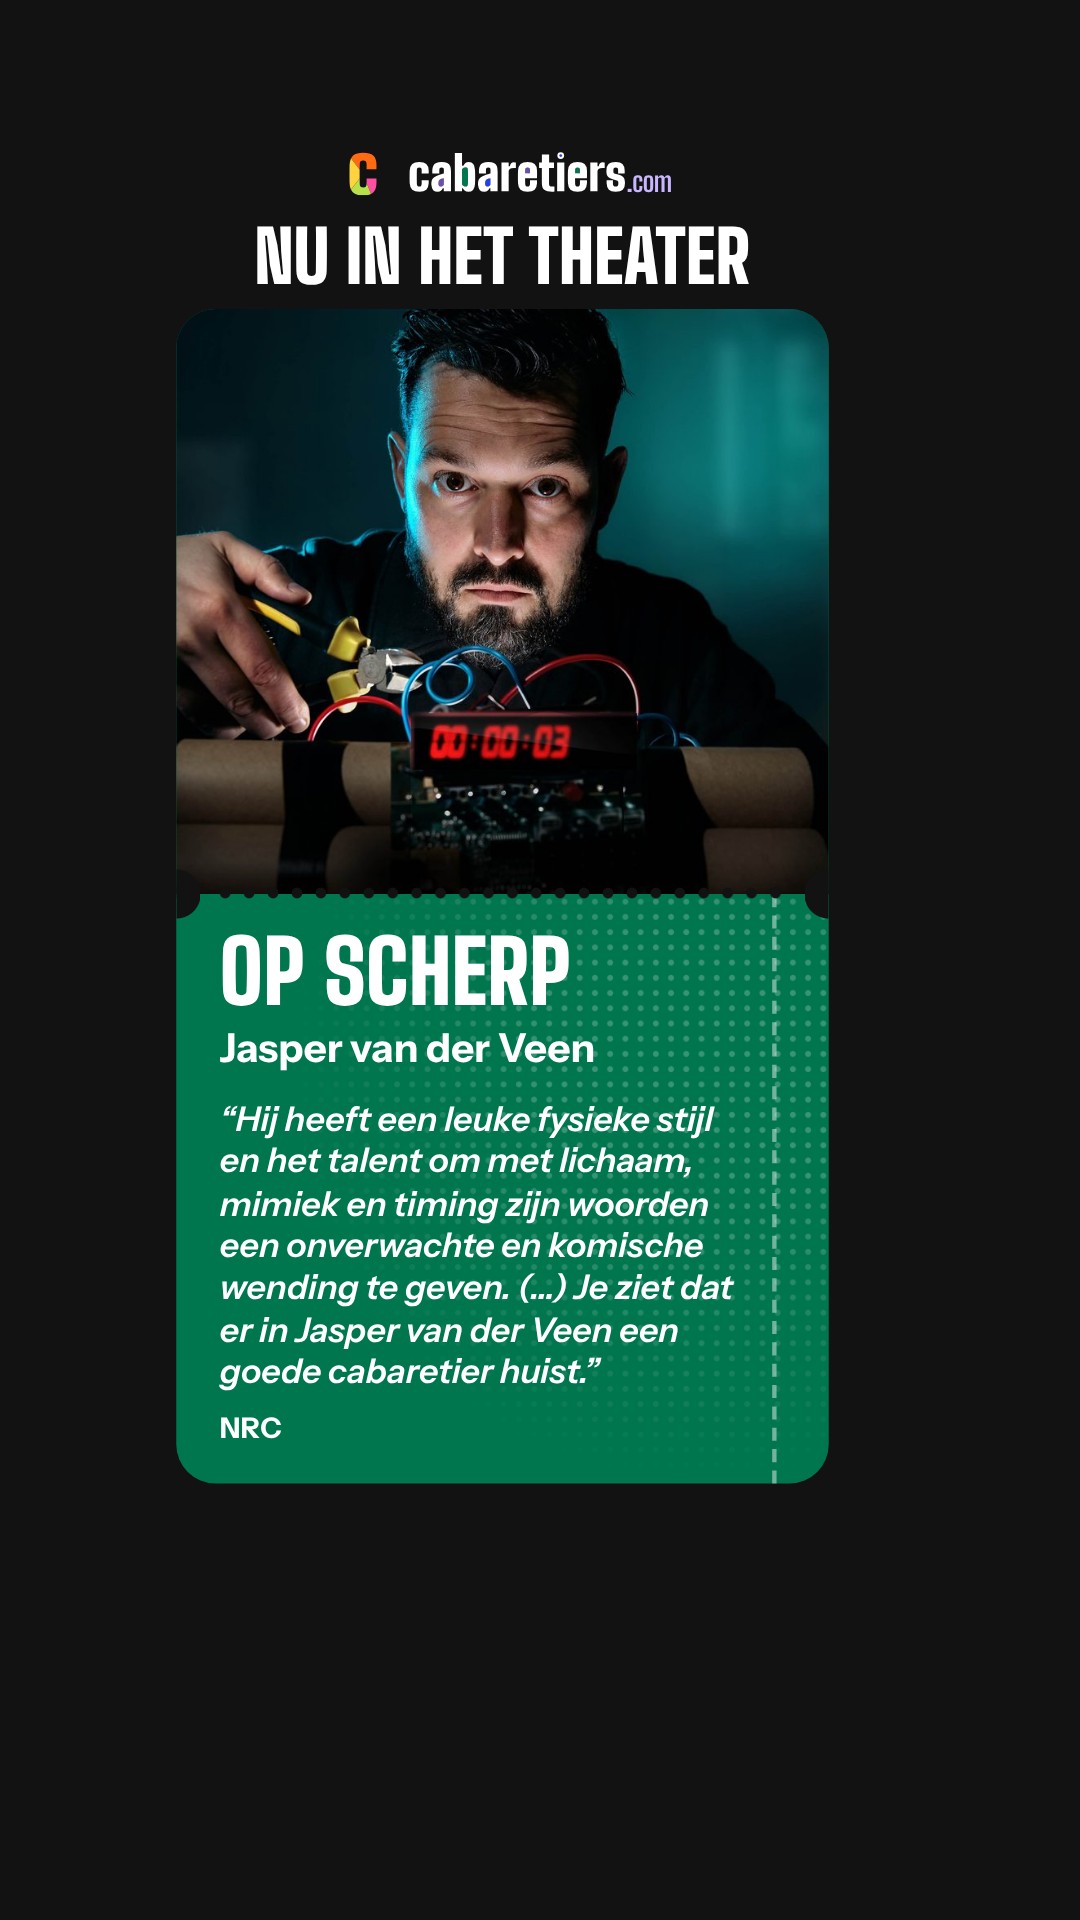 C cabaretiers.com
NU IN HET THEATER
00:00:03
OP SCHERP
Jasper van der Veen
“Hij heeft een leuke fysieke stijl
en het talent om met lichaam,
mimiek en timing zijn woorden
een onverwachte en komische
wending te geven. (...) Je ziet dat
er in Jasper van der Veen een
goede cabaretier huist.”
NRC